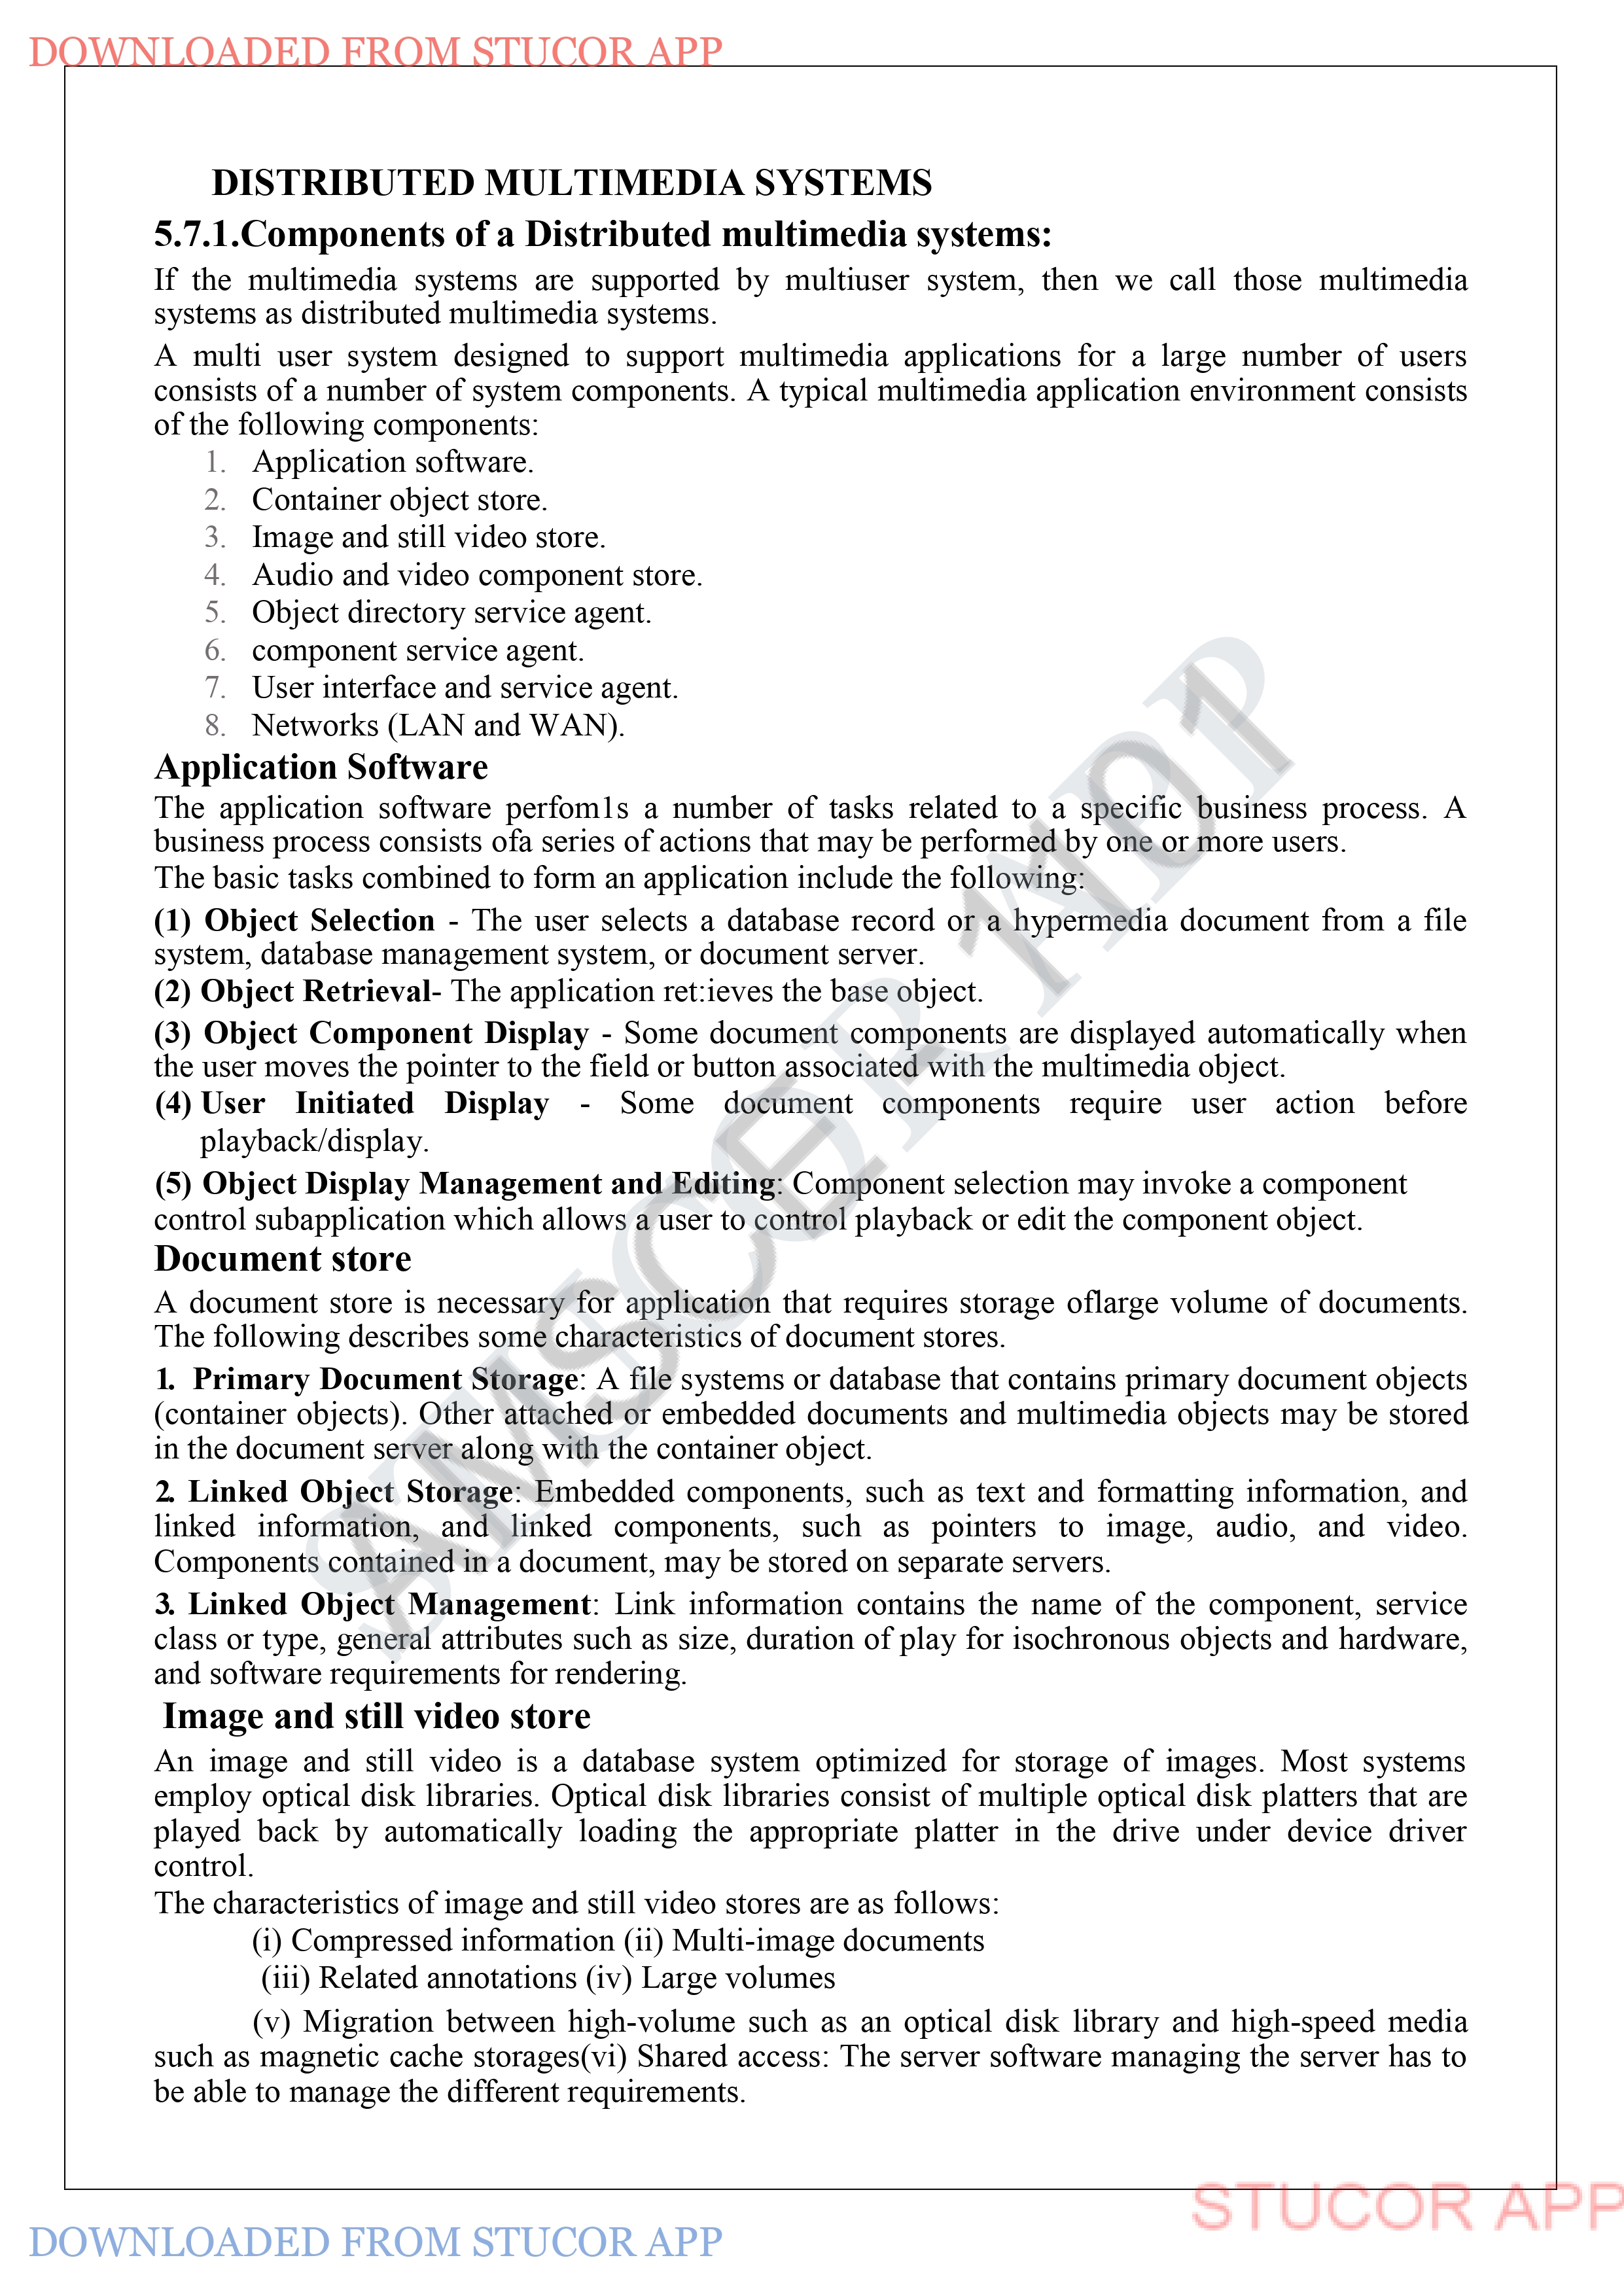 DOWNLOADED FROM STUCOR APP
DISTRIBUTED MULTIMEDIA SYSTEMS
5.7.1.Components of a Distributed multimedia systems:
If the multimedia systems are supported by multiuser system, then we call those multimedia
systems as distributed multimedia systems.
A multi user system designed to support multimedia applications for a large number of users
consists of a number of system components. A typical multimedia application environment consists
of the following components:
1. Application software.
2. Container object store.
3. Image and still video store.
4. Audio and video component store.
5. Object directory service agent.
6. component service agent.
7. User interface and service agent.
8. Networks (LAN and WAN).
Application Software
The application software perfom1s a number of tasks related to a specific business process. A
business process consists ofa series of actions that may be performed by one or more users.
The basic tasks combined to form an application include the following:
(1) Object Selection - The user selects a database record or a hypermedia document from a file
system, database management system, or document server.
(2) Object Retrieval- The application ret:ieves the base object.
(3) Object Component Display - Some document components are displayed automatically when
the user moves the pointer to the field or button associated with the multimedia object.
(4) User Initiated Display - Some document components require user action before
playback/display.
(5) Object Display Management and Editing: Component selection may invoke a component
control subapplication which allows a user to control playback or edit the component object.
Document store
A document store is necessary for application that requires storage oflarge volume of documents.
The following describes some characteristics of document stores.
1. Primary Document Storage: A file systems or database that contains primary document objects
(container objects). Other attached or embedded documents and multimedia objects may be stored
in the document server along with the container object.
2. Linked Object Storage: Embedded components, such as text and formatting information, and
linked information, and linked components, such as pointers to image, audio, and video.
Components contained in a document, may be stored on separate servers.
3. Linked Object Management: Link information contains the name of the component, service
class or type, general attributes such as size, duration of play for isochronous objects and hardware,
and software requirements for rendering.
Image and still video store
An image and still video is a database system optimized for storage of images. Most systems
employ optical disk libraries. Optical disk libraries consist of multiple optical disk platters that are
played back by automatically loading the appropriate platter in the drive under device driver
control.
The characteristics of image and still video stores are as follows:
(i) Compressed information (ii) Multi-image documents
(iii) Related annotations (iv) Large volumes
(v) Migration between high-volume such as an optical disk library and high-speed media
such as magnetic cache storages(vi) Shared access: The server software managing the server has to
be able to manage the different requirements.
AMSCE - 1101
STUCOR APP
STUCOR APP
DOWNLOADED FROM STUCOR APP